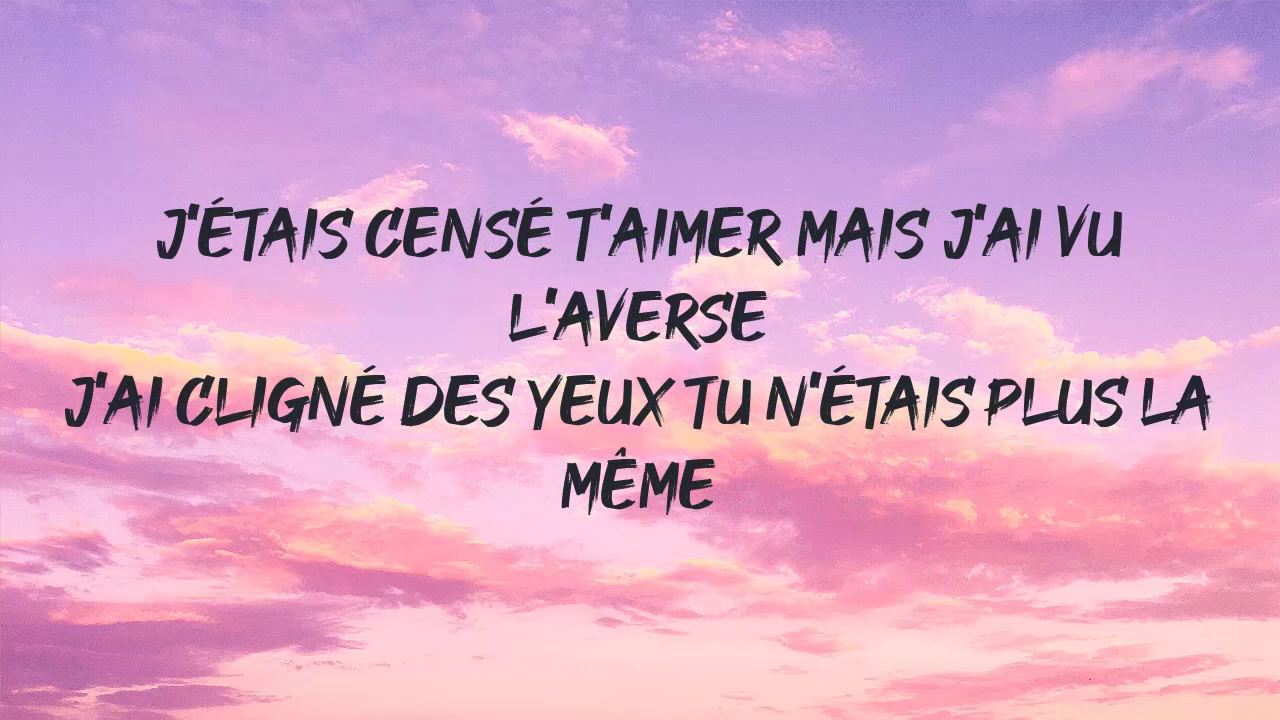 J'ÉTAIS CENSÉ T'AIMER MAIS J'AI VU
L'AVERSE
J'AI CLIGNÉ DES YEUX TU N'ÉTAIS PLUS LA
MÊME